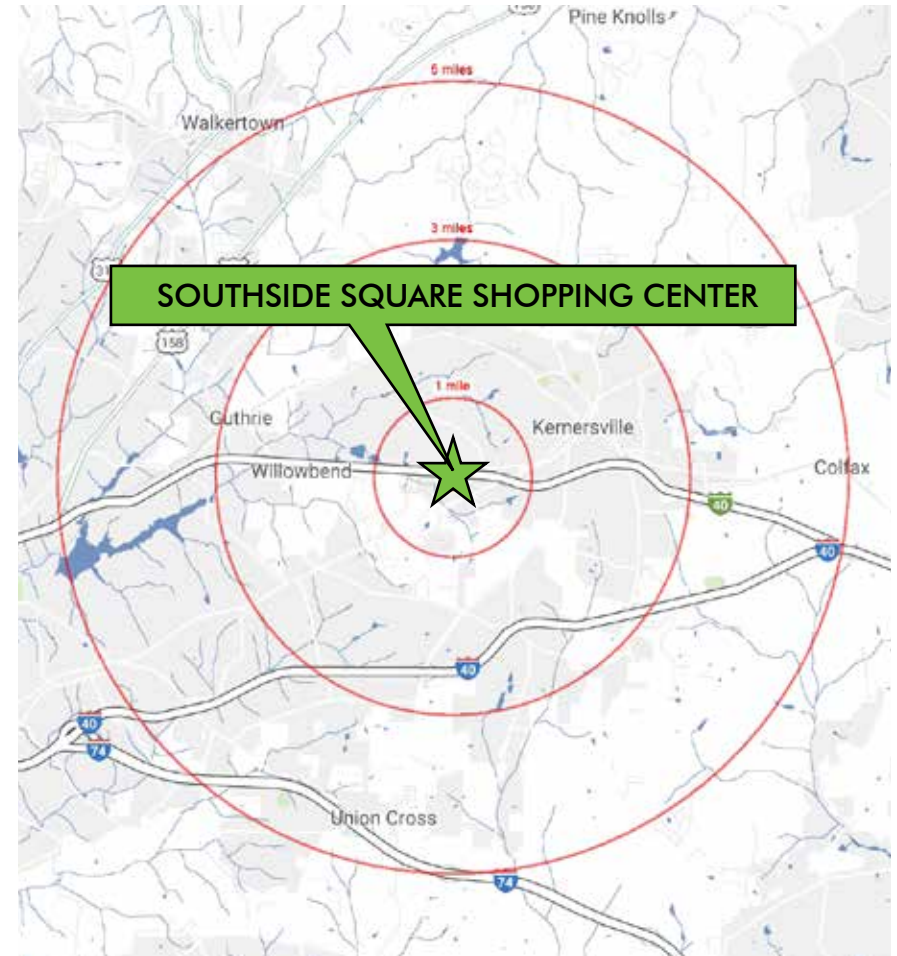 Pine Knolls
5 miles
Walkertown
3 miles
SOUTHSIDE SQUARE SHOPPING CENTER
158
1 mile
Guthrie
Kernersville
Willowbend
Colfax
40
40
40
40
74
Union Cross
74